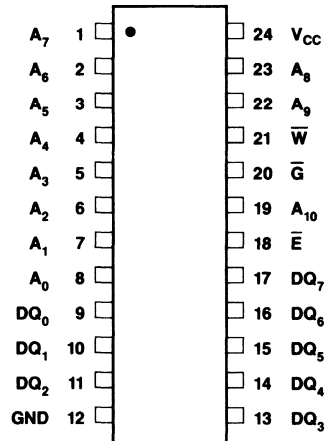 A₇ 1 24 V_CC
A₆ 2 23 A₈
A₅ 3 22 A₉
A₄ 4 21 W̅
A₃ 5 20 G̅
A₂ 6 19 A₁₀
A₁ 7 18 E̅
A₀ 8 17 DQ₇
DQ₀ 9 16 DQ₆
DQ₁ 10 15 DQ₅
DQ₂ 11 14 DQ₄
GND 12 13 DQ₃